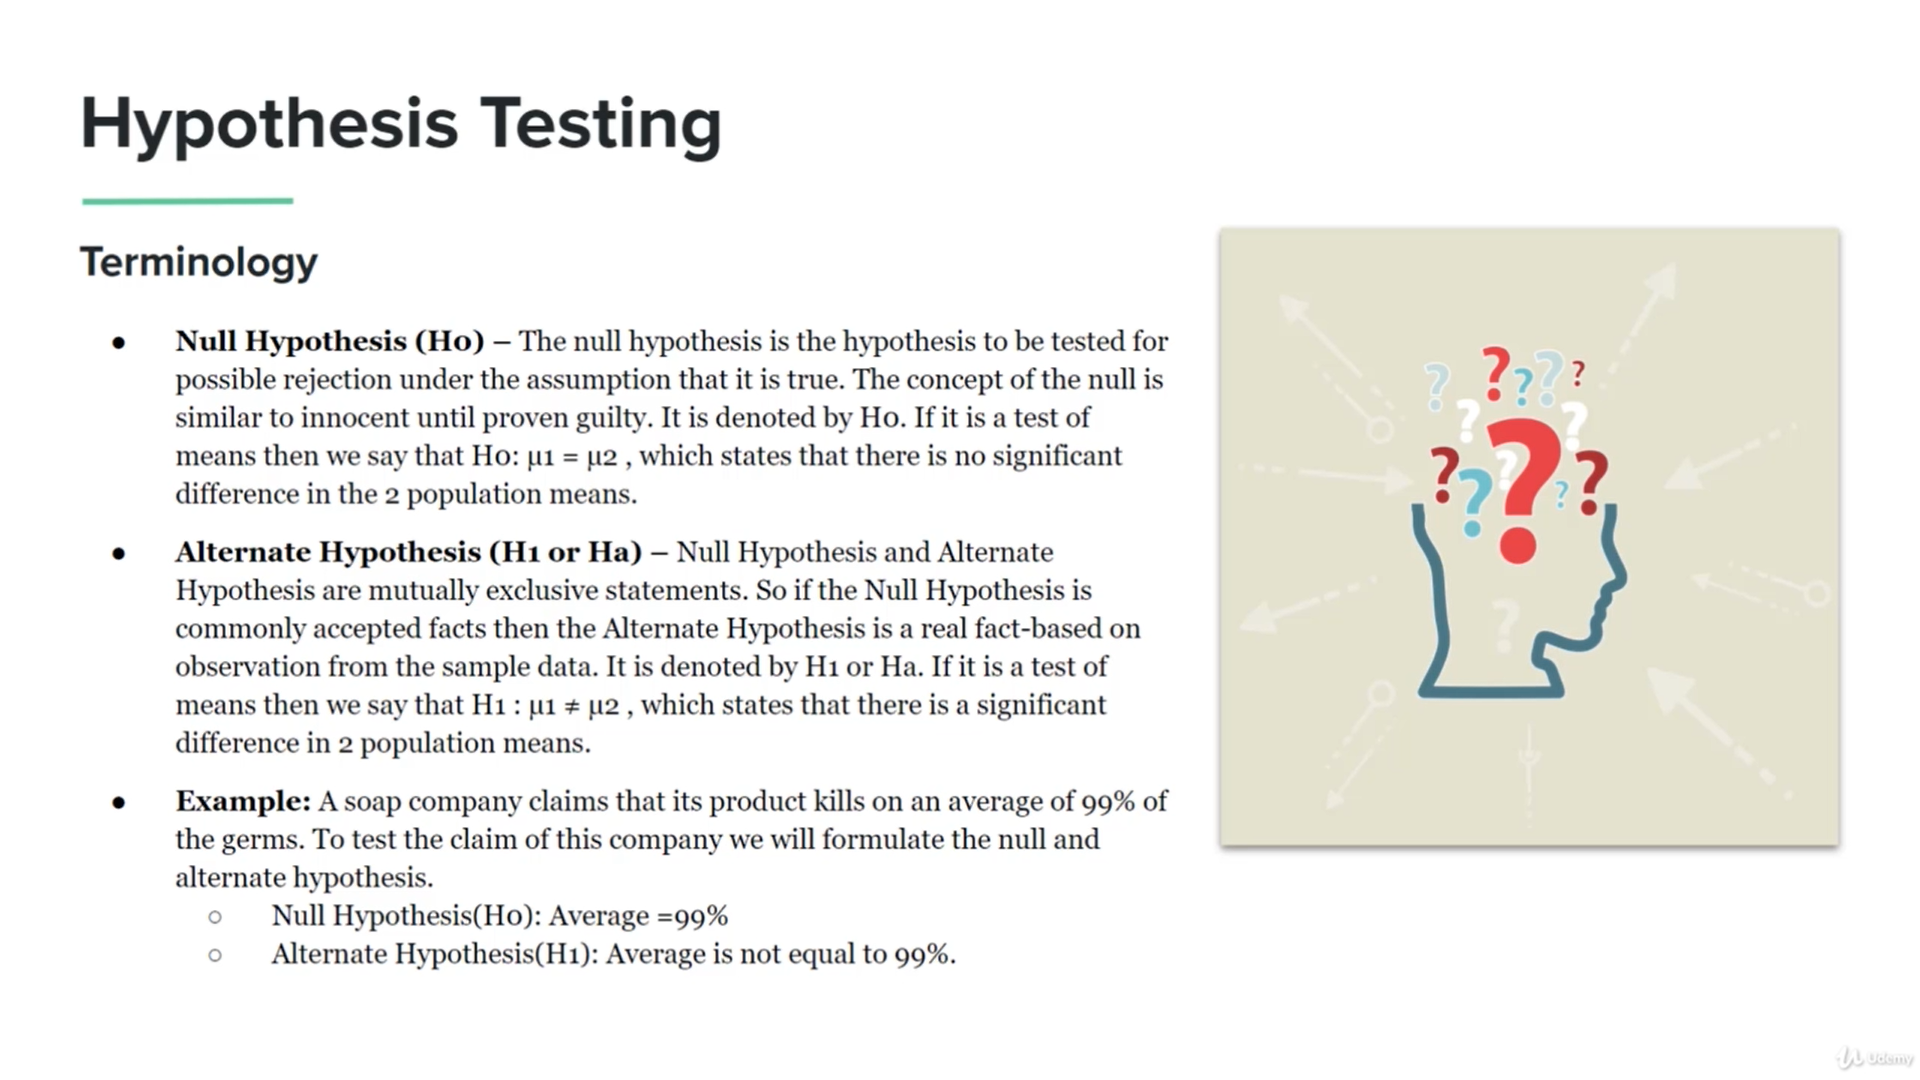 Hypothesis Testing
Terminology
● Null Hypothesis (H0) – The null hypothesis is the hypothesis to be tested for
possible rejection under the assumption that it is true. The concept of the null is
similar to innocent until proven guilty. It is denoted by H0. If it is a test of
means then we say that H0: μ1 = μ2 , which states that there is no significant
difference in the 2 population means.
● Alternate Hypothesis (H1 or Ha) – Null Hypothesis and Alternate
Hypothesis are mutually exclusive statements. So if the Null Hypothesis is
commonly accepted facts then the Alternate Hypothesis is a real fact-based on
observation from the sample data. It is denoted by H1 or Ha. If it is a test of
means then we say that H1 : μ1 ≠ μ2 , which states that there is a significant
difference in 2 population means.
● Example: A soap company claims that its product kills on an average of 99% of
the germs. To test the claim of this company we will formulate the null and
alternate hypothesis.
○ Null Hypothesis(H0): Average =99%
○ Alternate Hypothesis(H1): Average is not equal to 99%.
Udemy